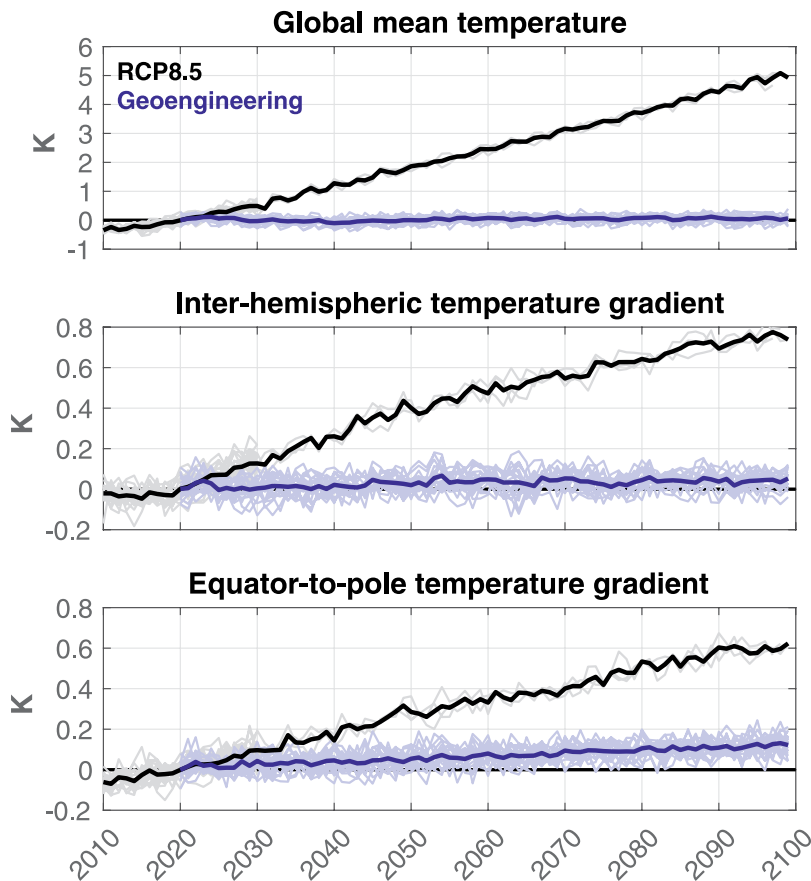 Global mean temperature
6
5
4
3
2
1
0
-1
K
RCP8.5
Geoengineering
Inter-hemispheric temperature gradient
0.8
0.6
0.4
0.2
0
-0.2
K
Equator-to-pole temperature gradient
0.8
0.6
0.4
0.2
0
-0.2
K
2010 2020 2030 2040 2050 2060 2070 2080 2090 2100